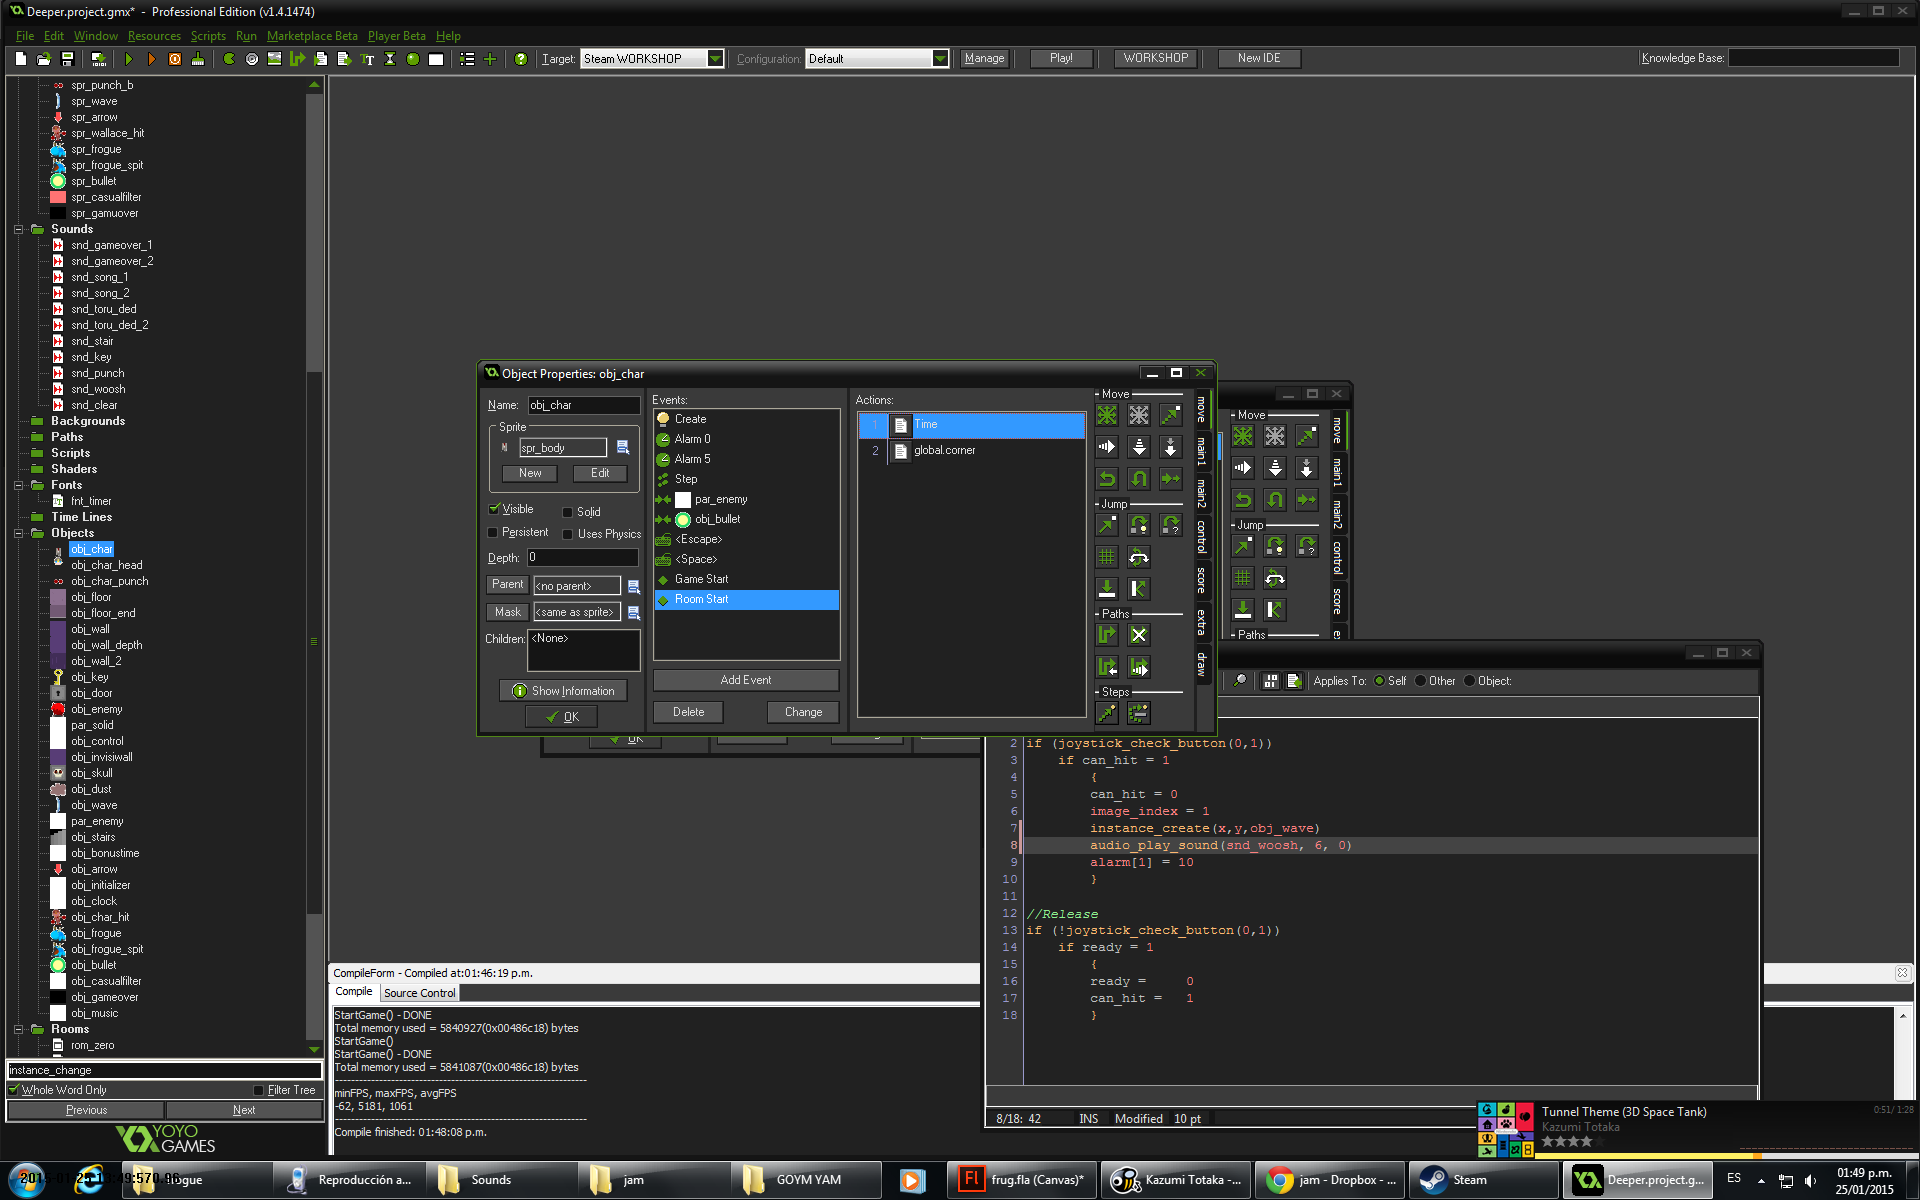 Deeper.project.gmx* - Professional Edition (v1.4.1474)
File Edit Window Resources Scripts Run Marketplace Beta Player Beta Help
Target: Steam WORKSHOP Configuration: Default Manage Play! WORKSHOP New IDE Knowledge Base:
spr_punch_b
spr_wave
spr_arrow
spr_wallace_hit
spr_frogue
spr_frogue_spit
spr_bullet
spr_casualfilter
spr_gamuover
Sounds
snd_gameover_1
snd_gameover_2
snd_song_1
snd_song_2
snd_toru_ded
snd_toru_ded_2
snd_stair
snd_key
snd_punch
snd_woosh
snd_clear
Backgrounds
Paths
Scripts
Shaders
Fonts
fnt_timer
Time Lines
Objects
obj_char
obj_char_head
obj_char_punch
obj_floor
obj_floor_end
obj_wall
obj_wall_depth
obj_wall_2
obj_key
obj_door
obj_enemy
par_solid
obj_control
obj_invisiwall
obj_skull
obj_dust
obj_wave
par_enemy
obj_stairs
obj_bonustime
obj_arrow
obj_initializer
obj_clock
obj_char_hit
obj_frogue
obj_frogue_spit
obj_bullet
obj_casualfilter
obj_gameover
obj_music
Rooms
rom_zero
instance_change
Whole Word Only Filter Tree
Previous Next
YOYO GAMES
Object Properties: obj_char
Name: obj_char
Sprite
spr_body
New Edit
Visible Solid
Persistent Uses Physics
Depth: 0
Parent <no parent>
Mask <same as sprite>
Children: <None>
Show Information
OK
Events:
Create
Alarm 0
Alarm 5
Step
par_enemy
obj_bullet
<Escape>
<Space>
Game Start
Room Start
Add Event
Delete Change
Actions:
1 Time
2 global.corner
Move
Jump
Paths
Steps
move
main1
main2
control
score
extra
draw
Move
Jump
Paths
move
main1
main2
control
score
OK
Applies To: Self Other Object:
2 if (joystick_check_button(0,1))
3 if can_hit = 1
4 {
5 can_hit = 0
6 image_index = 1
7 instance_create(x,y,obj_wave)
8 audio_play_sound(snd_woosh, 6, 0)
9 alarm[1] = 10
10 }
11
12 //Release
13 if (!joystick_check_button(0,1))
14 if ready = 1
15 {
16 ready = 0
17 can_hit = 1
18 }
8/18: 42 INS Modified 10 pt
CompileForm - Compiled at:01:46:19 p.m.
Compile Source Control
StartGame() - DONE
Total memory used = 5840927(0x00486c18) bytes
StartGame()
StartGame() - DONE
Total memory used = 5841087(0x00486c18) bytes
minFPS, maxFPS, avgFPS
-62, 5181, 1061
Compile finished: 01:48:08 p.m.
Tunnel Theme (3D Space Tank)
Kazumi Totaka
0:51/ 1:28
Reproducción a...
Sounds
jam
GOYM YAM
frug.fla (Canvas)*
Kazumi Totaka -...
jam - Dropbox - ...
Steam
Deeper.project.g...
ES
01:49 p.m.
25/01/2015